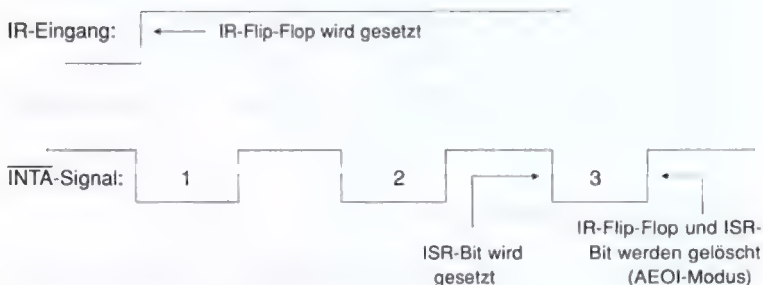 IR-Eingang:
IR-Flip-Flop wird gesetzt
INTA-Signal:
1
2
3
ISR-Bit wird
gesetzt
IR-Flip-Flop und ISR-
Bit werden gelöscht
(AEOI-Modus)